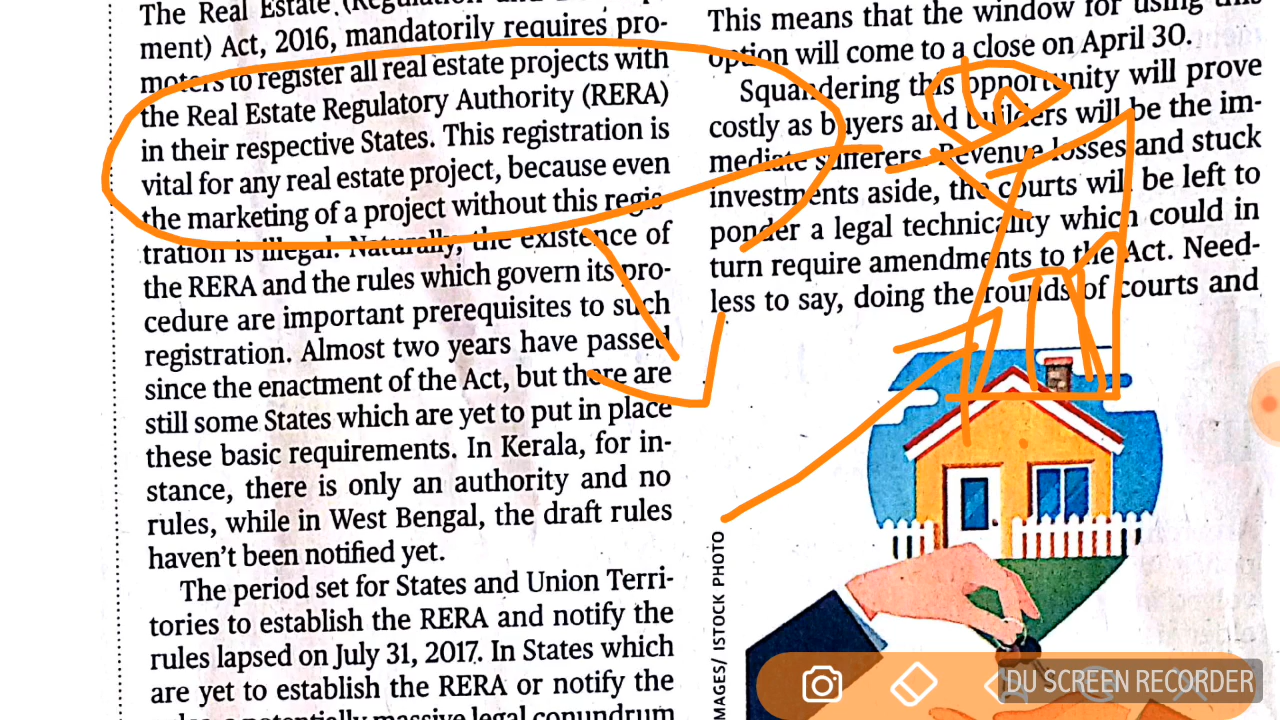 The Real Estate (Regulation and
ment) Act, 2016, mandatorily requires pro-
moters to register all real estate projects with
the Real Estate Regulatory Authority (RERA)
in their respective States. This registration is
vital for any real estate project, because even
the marketing of a project without this regis-
tration is illegal. Naturally, the existence of
the RERA and the rules which govern its pro-
cedure are important prerequisites to such
registration. Almost two years have passed
since the enactment of the Act, but there are
still some States which are yet to put in place
these basic requirements. In Kerala, for in-
stance, there is only an authority and no
rules, while in West Bengal, the draft rules
haven't been notified yet.
The period set for States and Union Terri-
tories to establish the RERA and notify the
rules lapsed on July 31, 2017. In States which
are yet to establish the RERA or notify the
rules, a potentially massive legal conundrum
This means that the window for using this
option will come to a close on April 30.
Squandering this opportunity will prove
costly as buyers and builders will be the im-
mediate sufferers. Revenue losses and stuck
investments aside, the courts will be left to
ponder a legal technicality which could in
turn require amendments to the Act. Need-
less to say, doing the rounds of courts and
IMAGES/ ISTOCK PHOTO
DU SCREEN RECORDER